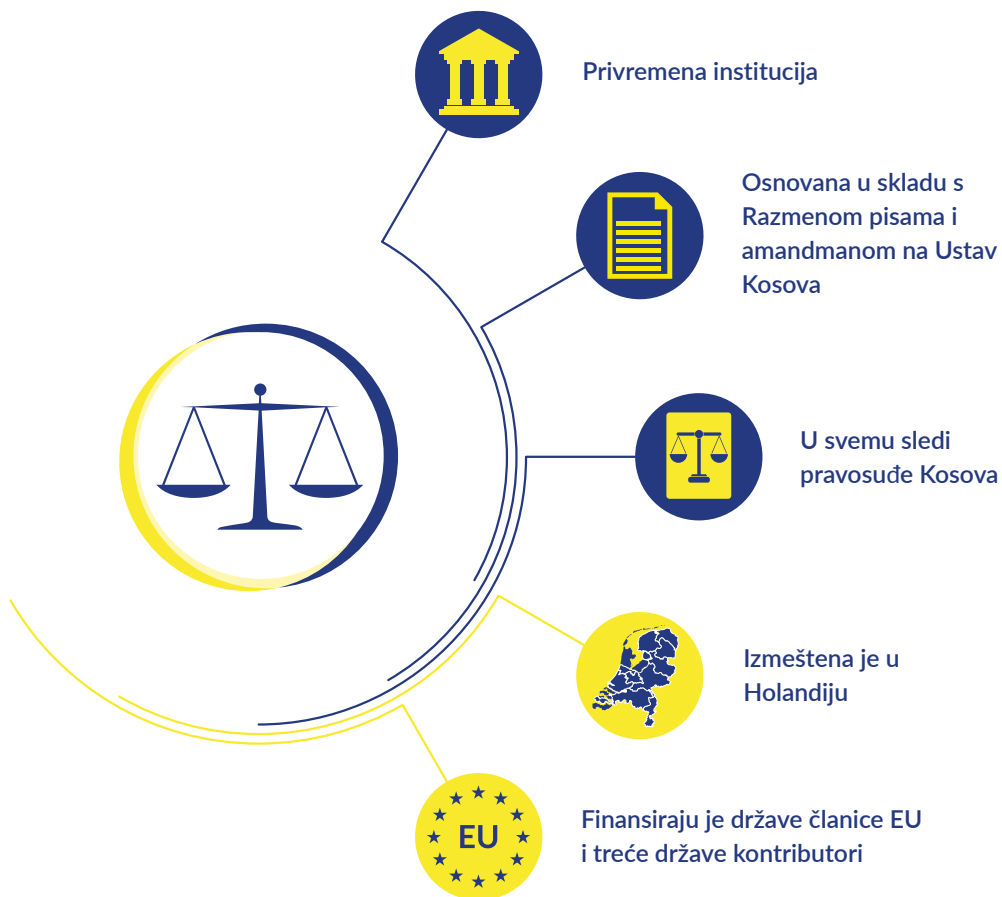 Privremena institucija
Osnovana u skladu s
Razmenom pisama i
amandmanom na Ustav
Kosova
U svemu sledi
pravosuđe Kosova
Izmeštena je u
Holandiju
EU
Finansiraju je države članice EU
i treće države kontributori